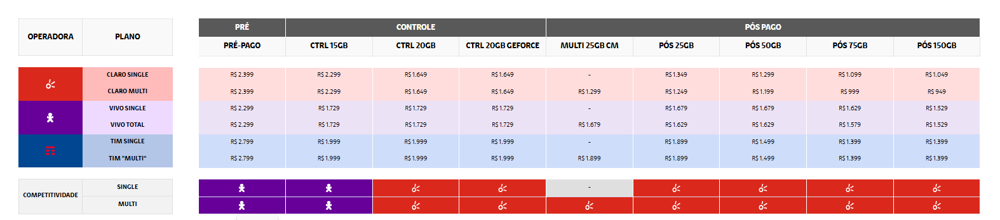 PRÉ CONTROLE PÓS PAGO
OPERADORA PLANO
PRÉ-PAGO CTRL 15GB CTRL 20GB CTRL 20GB GEFORCE MULTI 25GB CM PÓS 25GB PÓS 50GB PÓS 75GB PÓS 150GB
CLARO SINGLE R$ 2.399 R$ 2.299 R$ 1.649 R$ 1.649 - R$ 1.349 R$ 1.299 R$ 1.099 R$ 1.049
CLARO MULTI R$ 2.399 R$ 2.299 R$ 1.649 R$ 1.649 R$ 1.299 R$ 1.249 R$ 1.199 R$ 999 R$ 949
VIVO SINGLE R$ 2.299 R$ 1.729 R$ 1.729 R$ 1.729 - R$ 1.679 R$ 1.679 R$ 1.629 R$ 1.529
VIVO TOTAL R$ 2.299 R$ 1.729 R$ 1.729 R$ 1.729 R$ 1.679 R$ 1.629 R$ 1.629 R$ 1.579 R$ 1.529
TIM SINGLE R$ 2.799 R$ 1.999 R$ 1.999 R$ 1.999 - R$ 1.899 R$ 1.499 R$ 1.399 R$ 1.399
TIM "MULTI" R$ 2.799 R$ 1.999 R$ 1.999 R$ 1.999 R$ 1.899 R$ 1.899 R$ 1.499 R$ 1.399 R$ 1.399
COMPETITIVIDADE
SINGLE -
MULTI